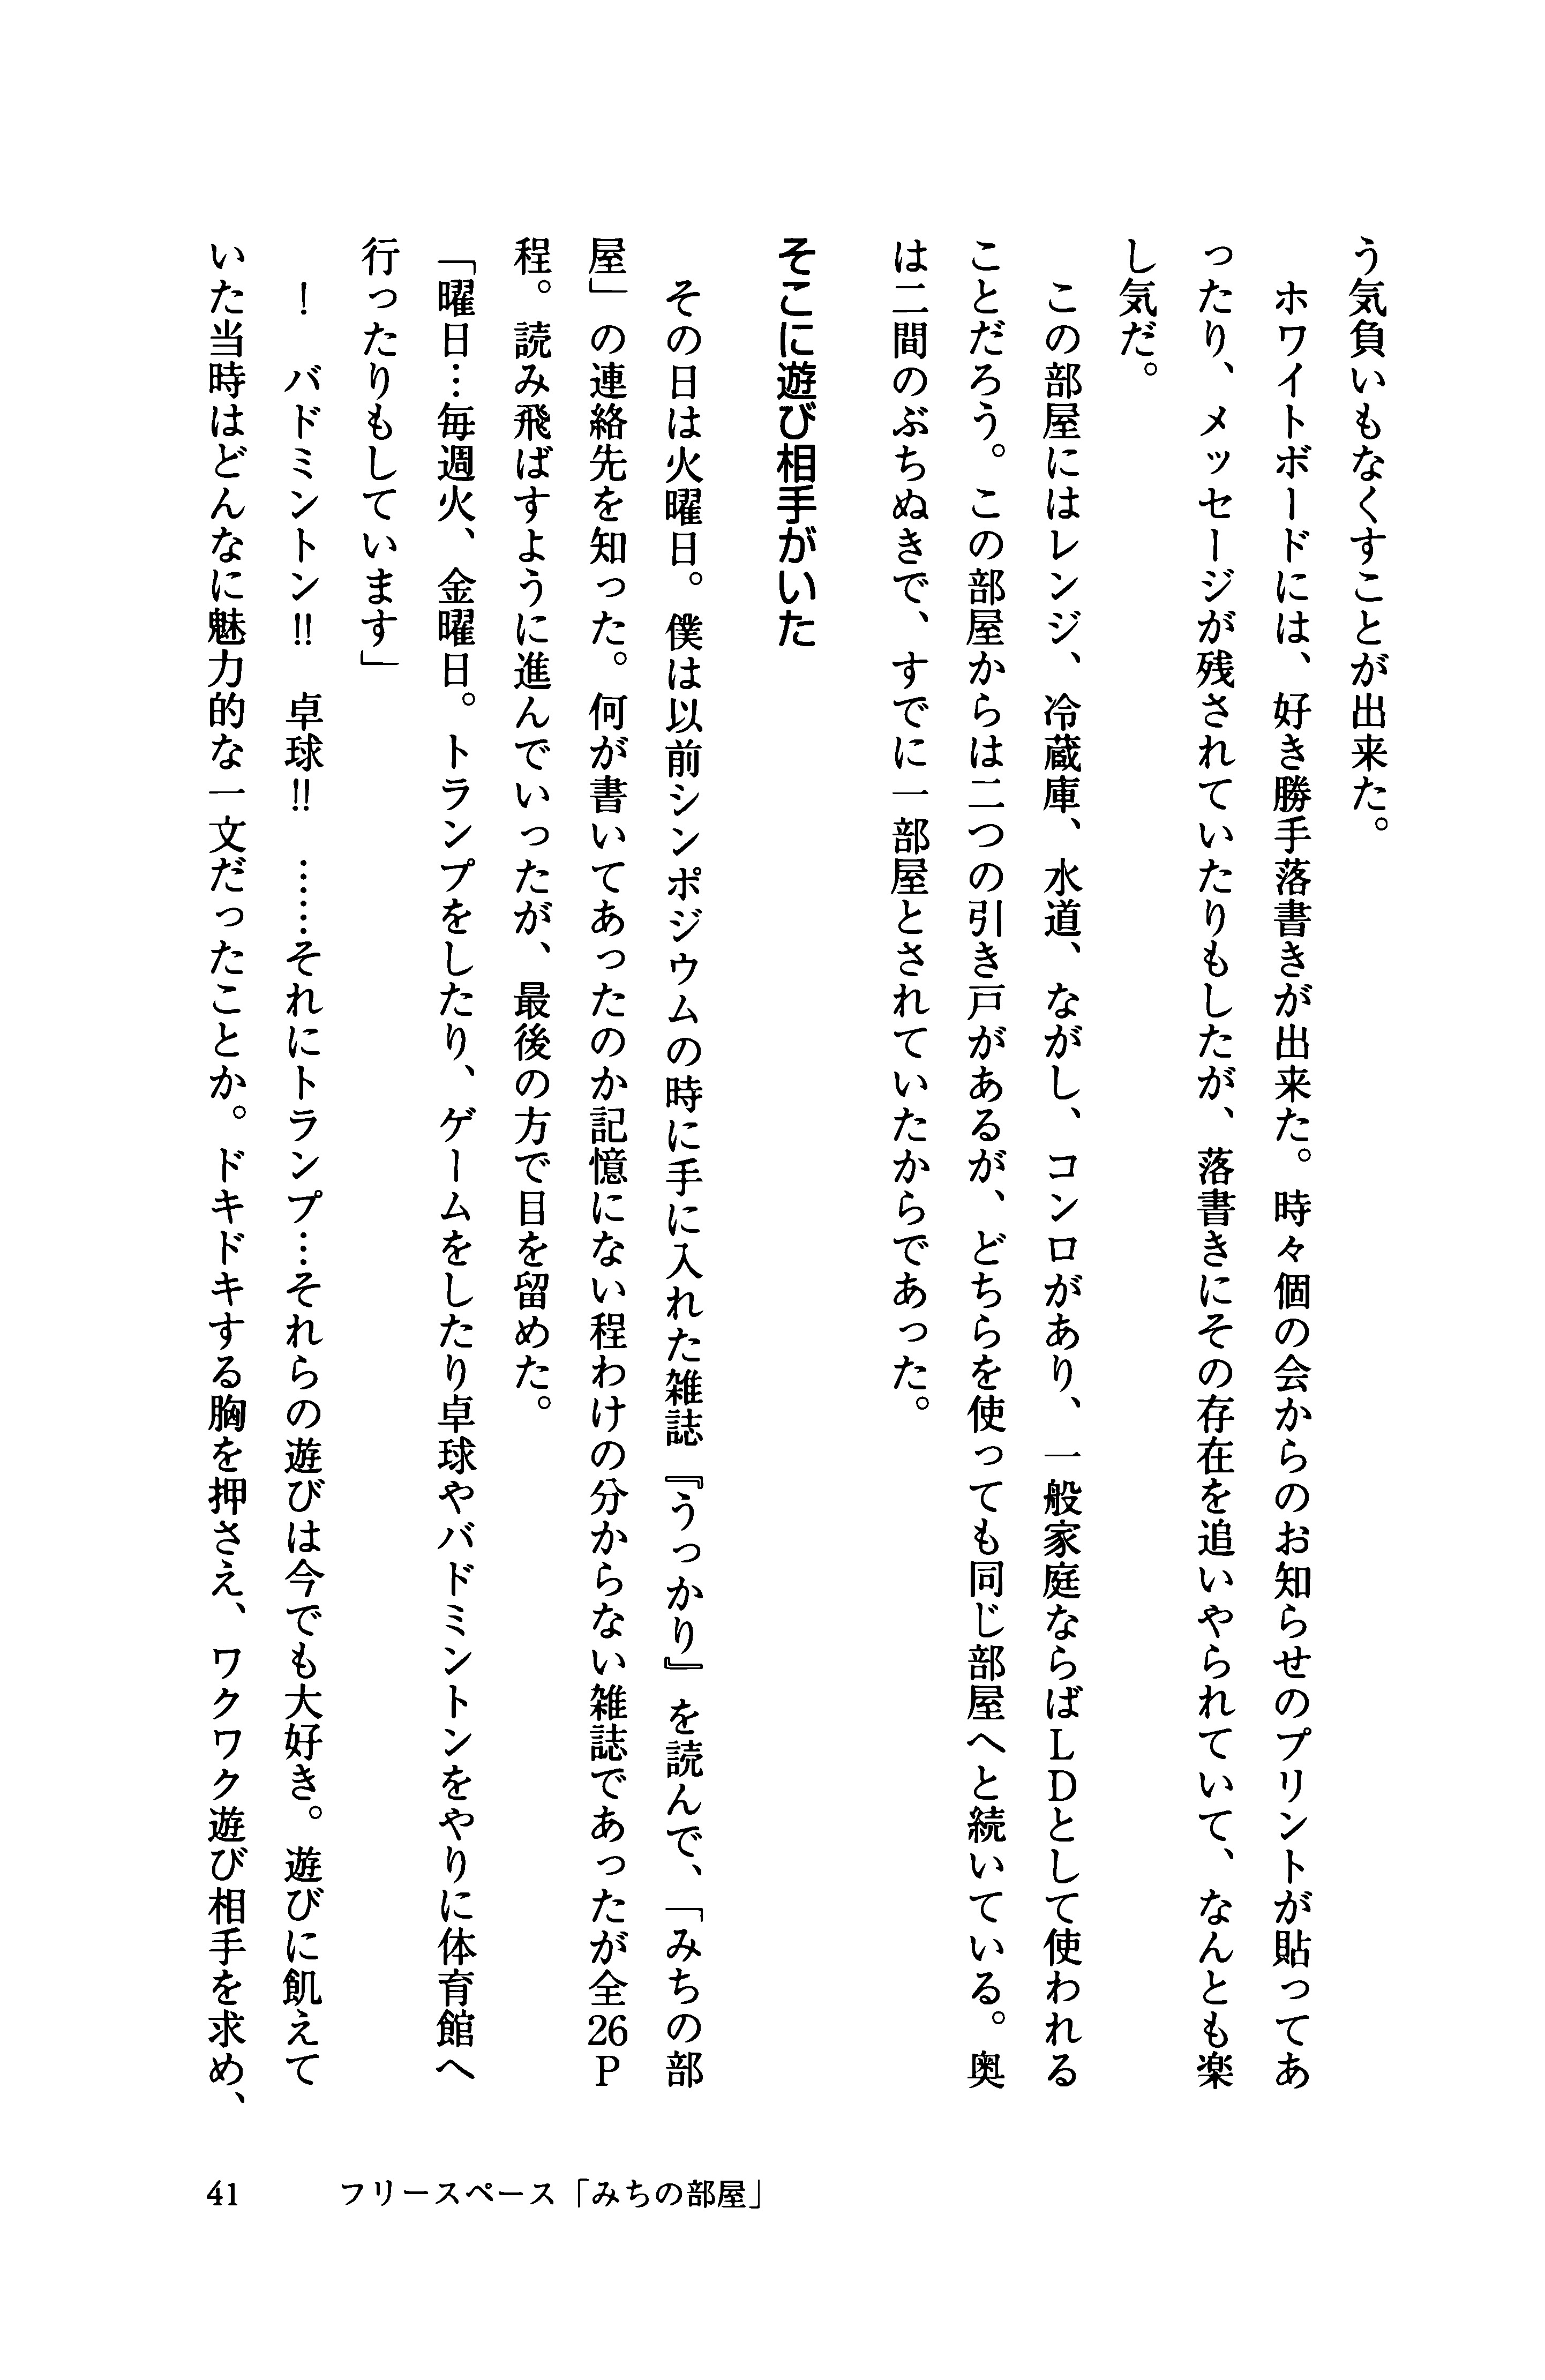 う気負いもなくすことが出来た。
　ホワイトボードには、好き勝手落書きが出来た。時々個の会からのお知らせのプリントが貼ってあ
ったり、メッセージが残されていたりもしたが、落書きにその存在を追いやられていて、なんとも楽
し気だ。
　この部屋にはレンジ、冷蔵庫、水道、ながし、コンロがあり、一般家庭ならばＬＤとして使われる
ことだろう。この部屋からは二つの引き戸があるが、どちらを使っても同じ部屋へと続いている。奥
は二間のぶちぬきで、すでに一部屋とされていたからであった。
そこに遊び相手がいた
　その日は火曜日。僕は以前シンポジウムの時に手に入れた雑誌『うっかり』を読んで、「みちの部
屋」の連絡先を知った。何が書いてあったのか記憶にない程わけの分からない雑誌であったが全26Ｐ
程。読み飛ばすように進んでいったが、最後の方で目を留めた。
「曜日…毎週火、金曜日。トランプをしたり、ゲームをしたり卓球やバドミントンをやりに体育館へ
行ったりもしています」
　！　バドミントン!!　卓球!!　……それにトランプ…それらの遊びは今でも大好き。遊びに飢えて
いた当時はどんなに魅力的な一文だったことか。ドキドキする胸を押さえ、ワクワク遊び相手を求め、
41　フリースペース「みちの部屋」